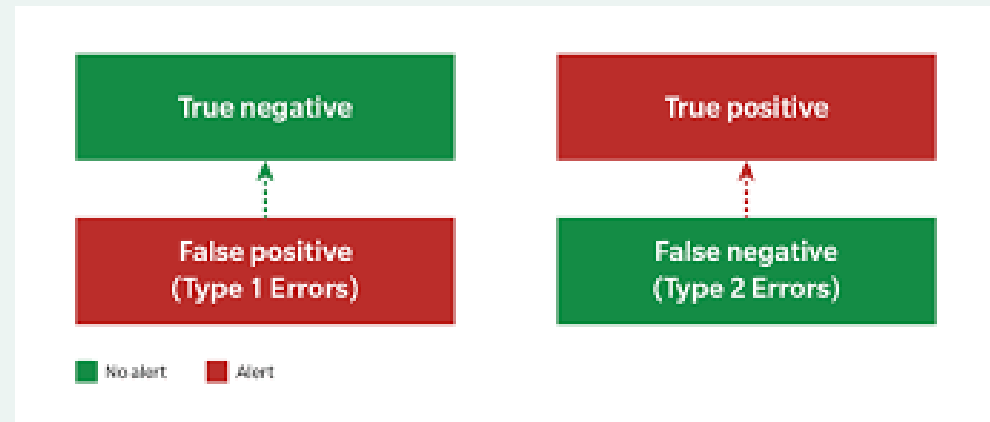 True negative
True positive
False positive
(Type 1 Errors)
False negative
(Type 2 Errors)
No alert
Alert